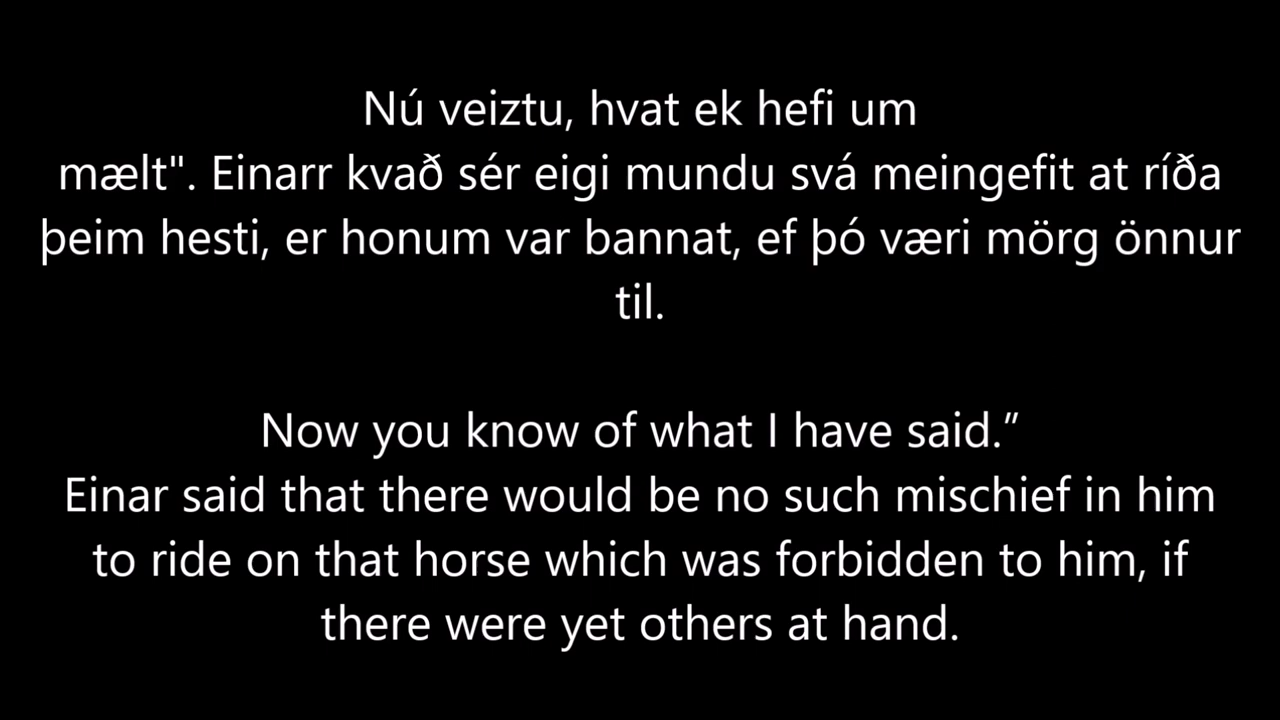 Nú veiztu, hvat ek hefi um
mælt". Einarr kvað sér eigi mundu svá meingefit at ríða
þeim hesti, er honum var bannat, ef þó væri mörg önnur
til.
Now you know of what I have said.”
Einar said that there would be no such mischief in him
to ride on that horse which was forbidden to him, if
there were yet others at hand.